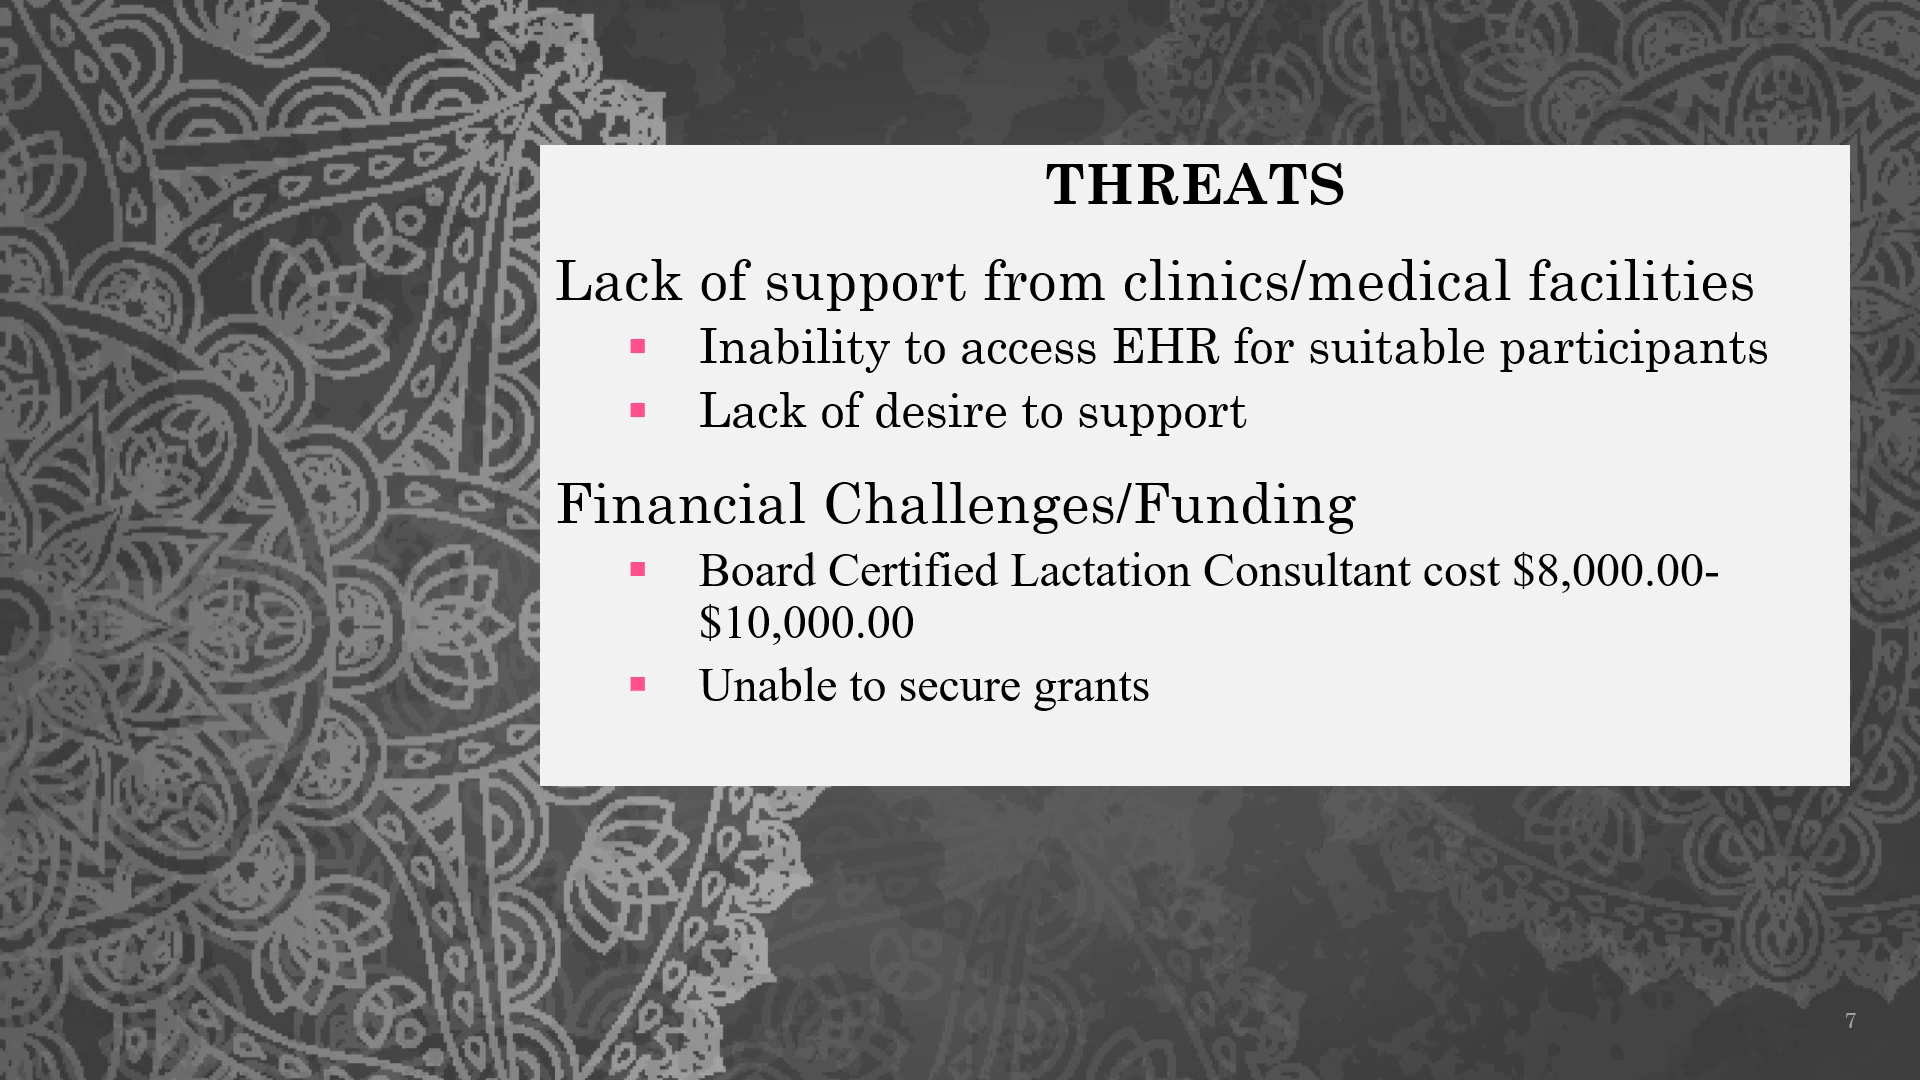 THREATS
Lack of support from clinics/medical facilities
▪ Inability to access EHR for suitable participants
▪ Lack of desire to support
Financial Challenges/Funding
▪ Board Certified Lactation Consultant cost $8,000.00-
$10,000.00
▪ Unable to secure grants
7